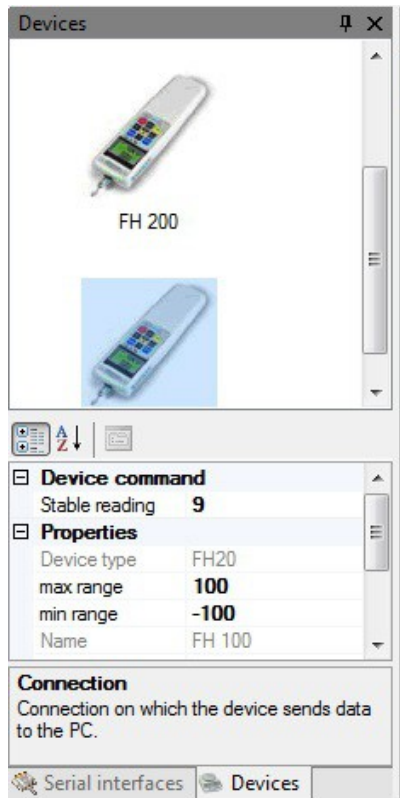 Devices
FH 200
Device command
Stable reading 9
Properties
Device type FH20
max range 100
min range -100
Name FH 100
Connection
Connection on which the device sends data
to the PC.
Serial interfaces Devices